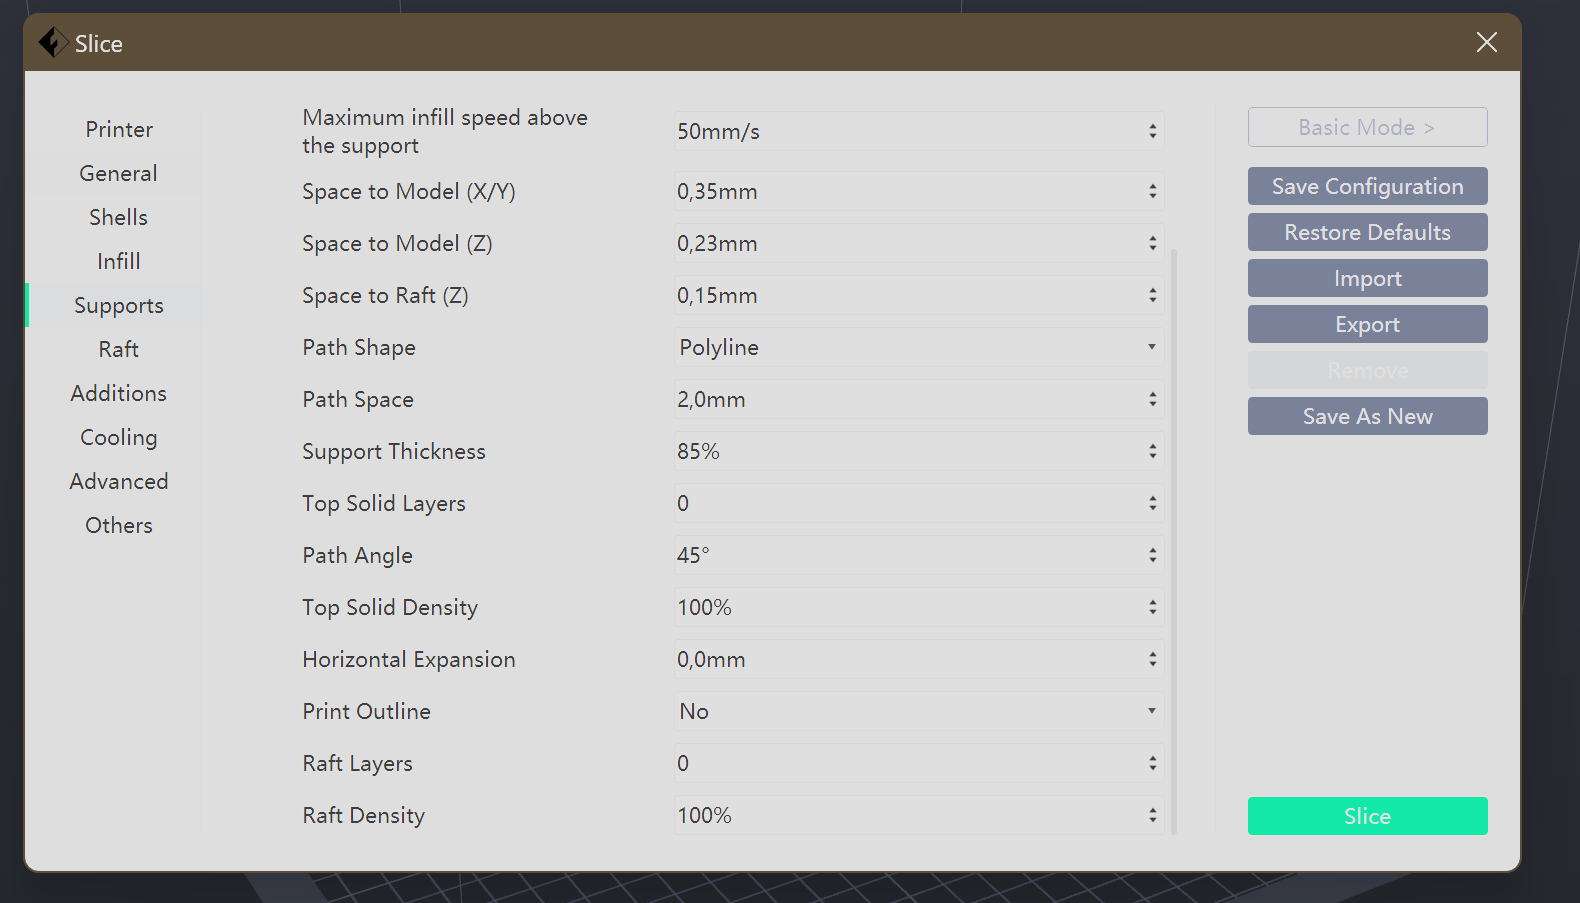 Slice
Printer
General
Shells
Infill
Supports
Raft
Additions
Cooling
Advanced
Others
Maximum infill speed above
the support
50mm/s
Space to Model (X/Y)
0,35mm
Space to Model (Z)
0,23mm
Space to Raft (Z)
0,15mm
Path Shape
Polyline
Path Space
2,0mm
Support Thickness
85%
Top Solid Layers
0
Path Angle
45°
Top Solid Density
100%
Horizontal Expansion
0,0mm
Print Outline
No
Raft Layers
0
Raft Density
100%
Basic Mode >
Save Configuration
Restore Defaults
Import
Export
Remove
Save As New
Slice